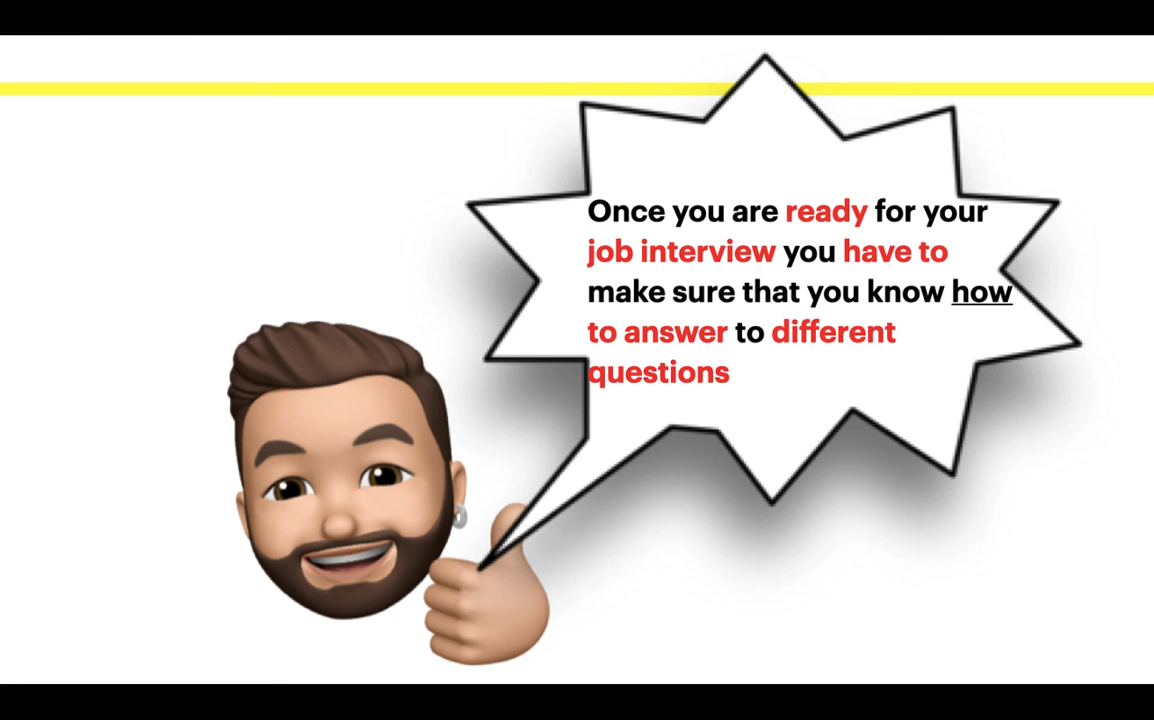 Once you are ready for your
job interview you have to
make sure that you know how
to answer to different
questions